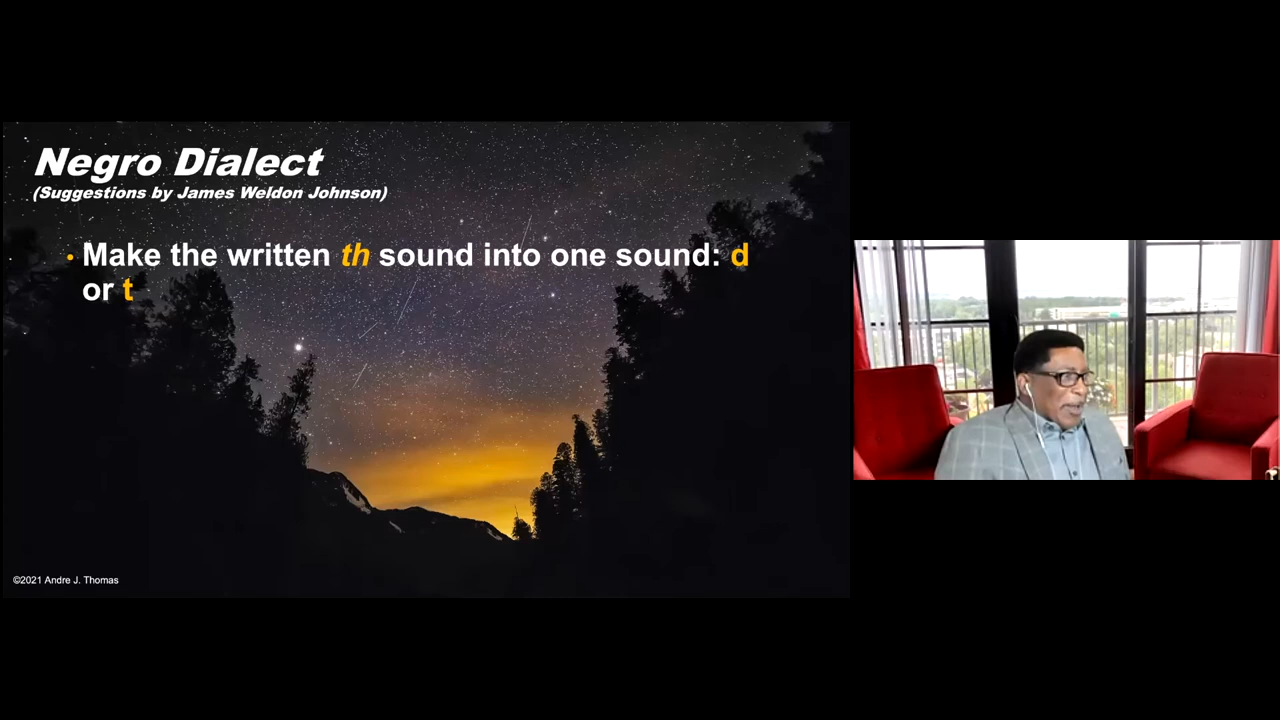 Negro Dialect
(Suggestions by James Weldon Johnson)
• Make the written th sound into one sound: d
or t
©2021 Andre J. Thomas